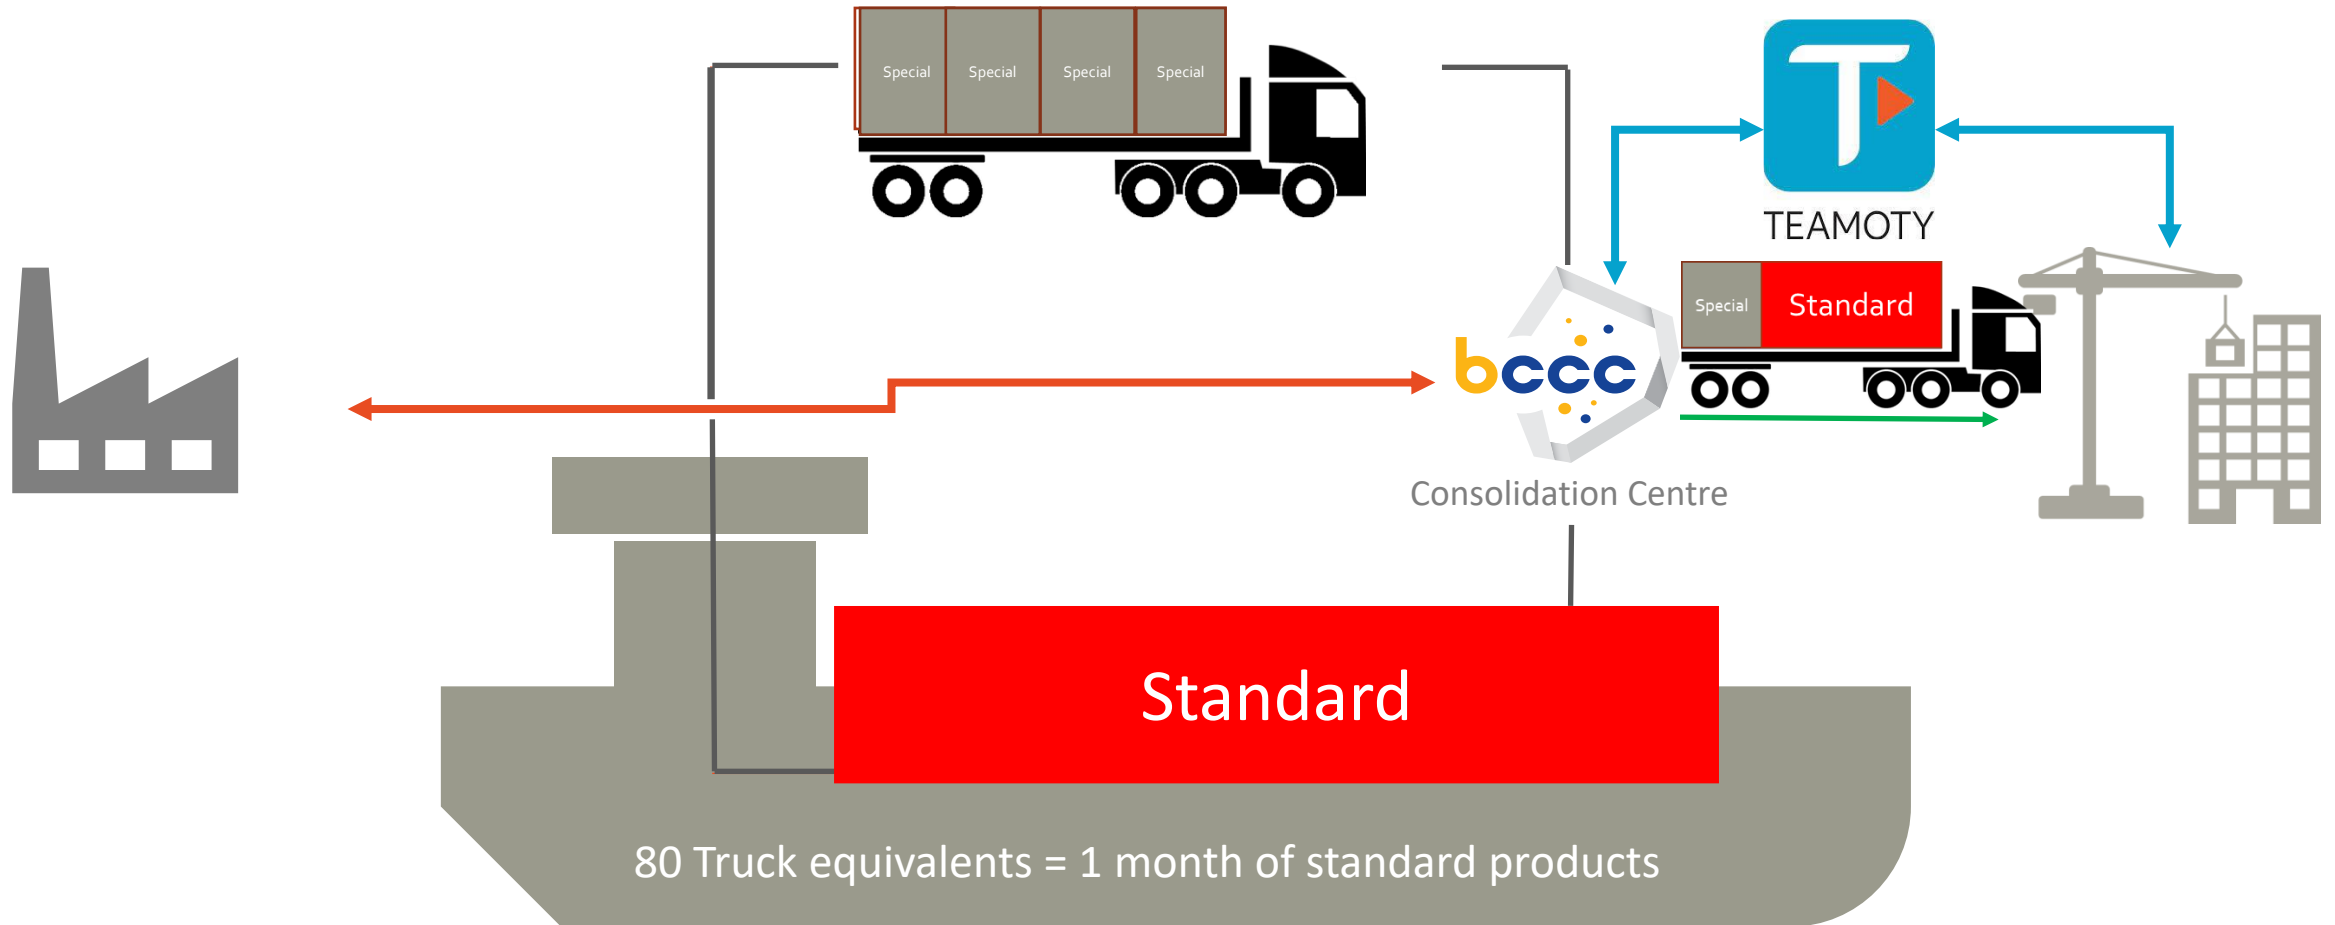 Special Special Special Special
TEAMOTY
Special Standard
bccc
Consolidation Centre
Standard
80 Truck equivalents = 1 month of standard products